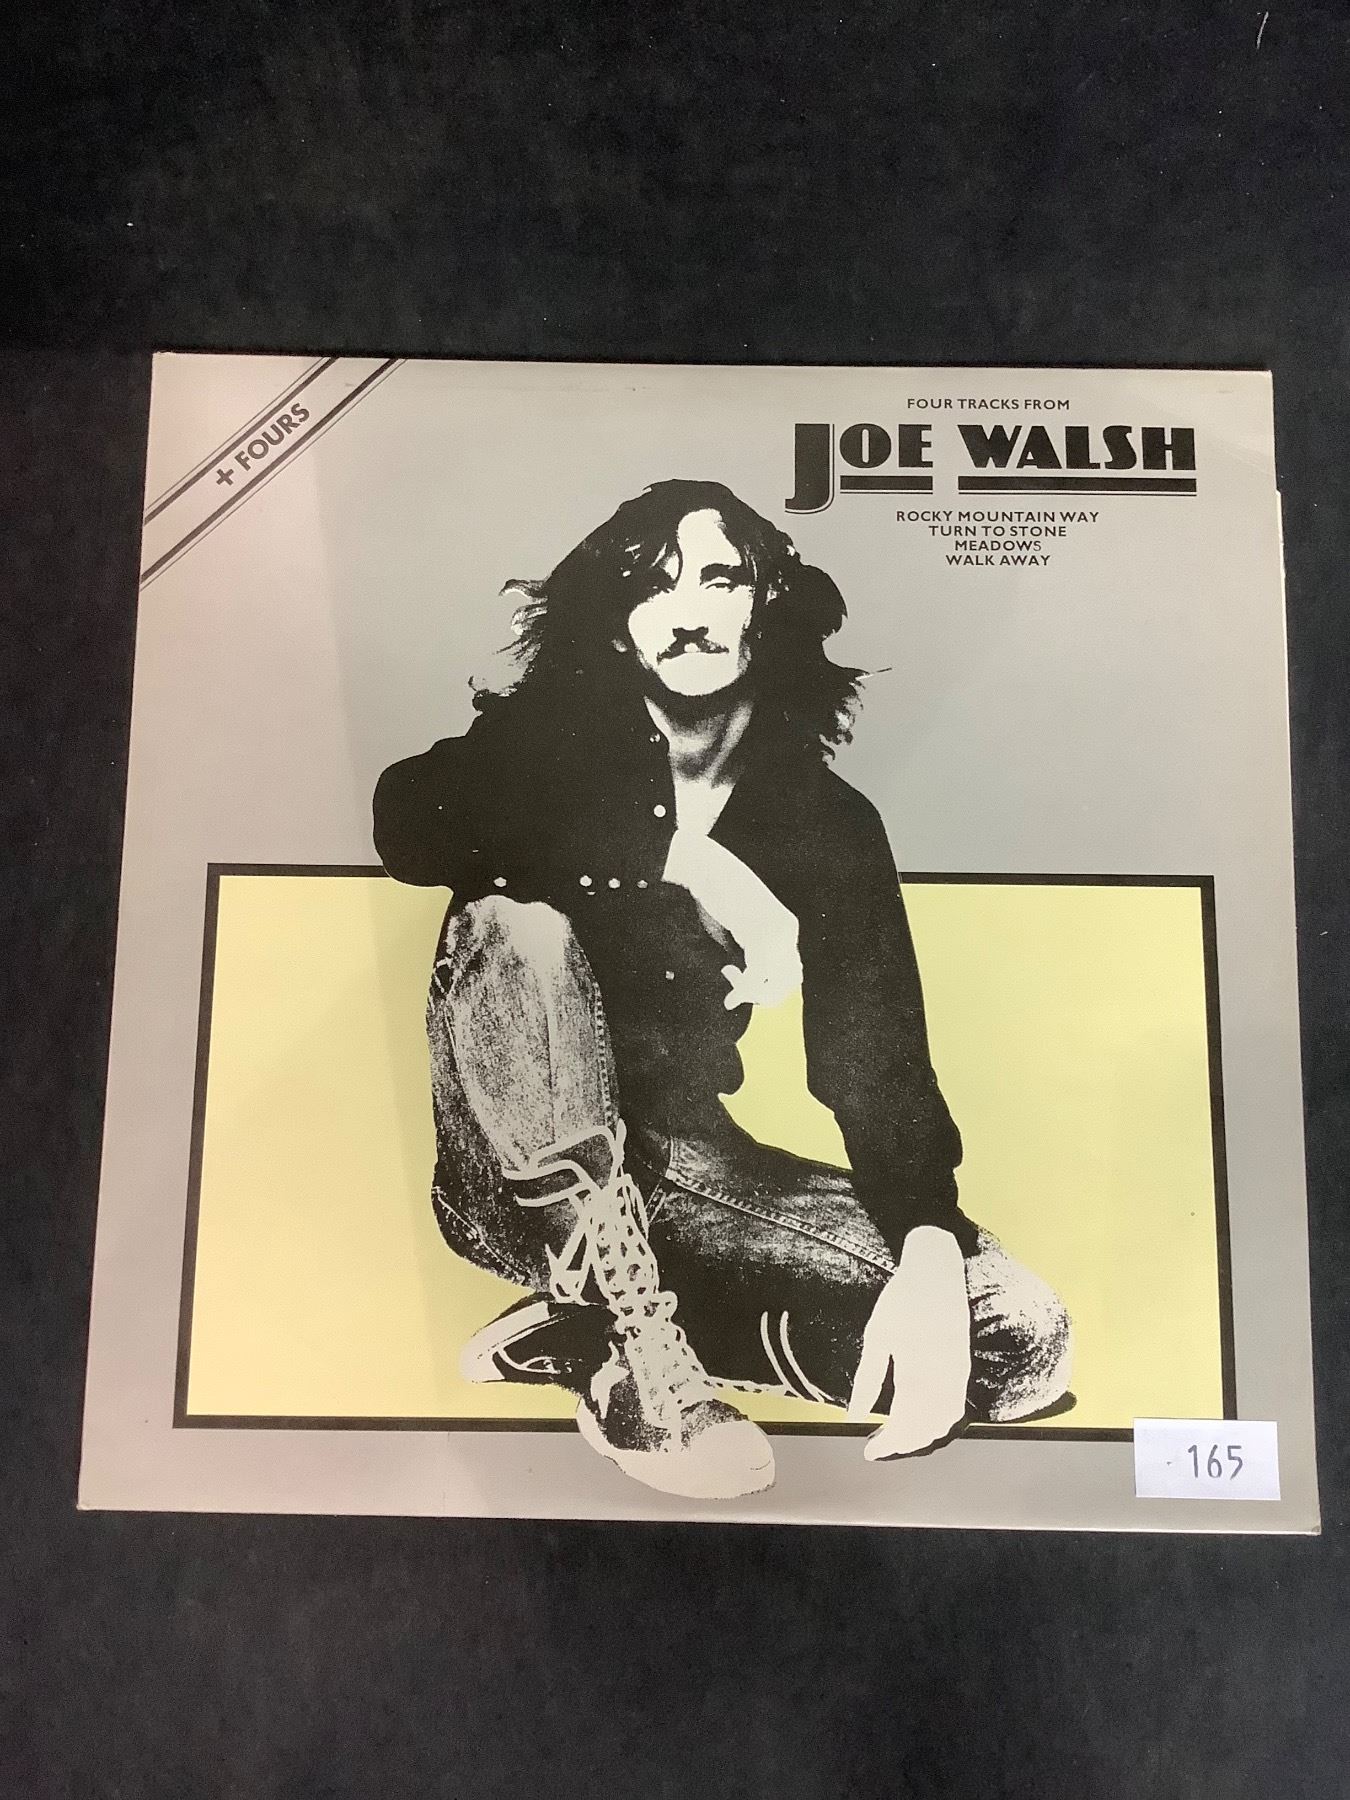 + FOURS
FOUR TRACKS FROM
JOE WALSH
ROCKY MOUNTAIN WAY
TURN TO STONE
MEADOWS
WALK AWAY
165